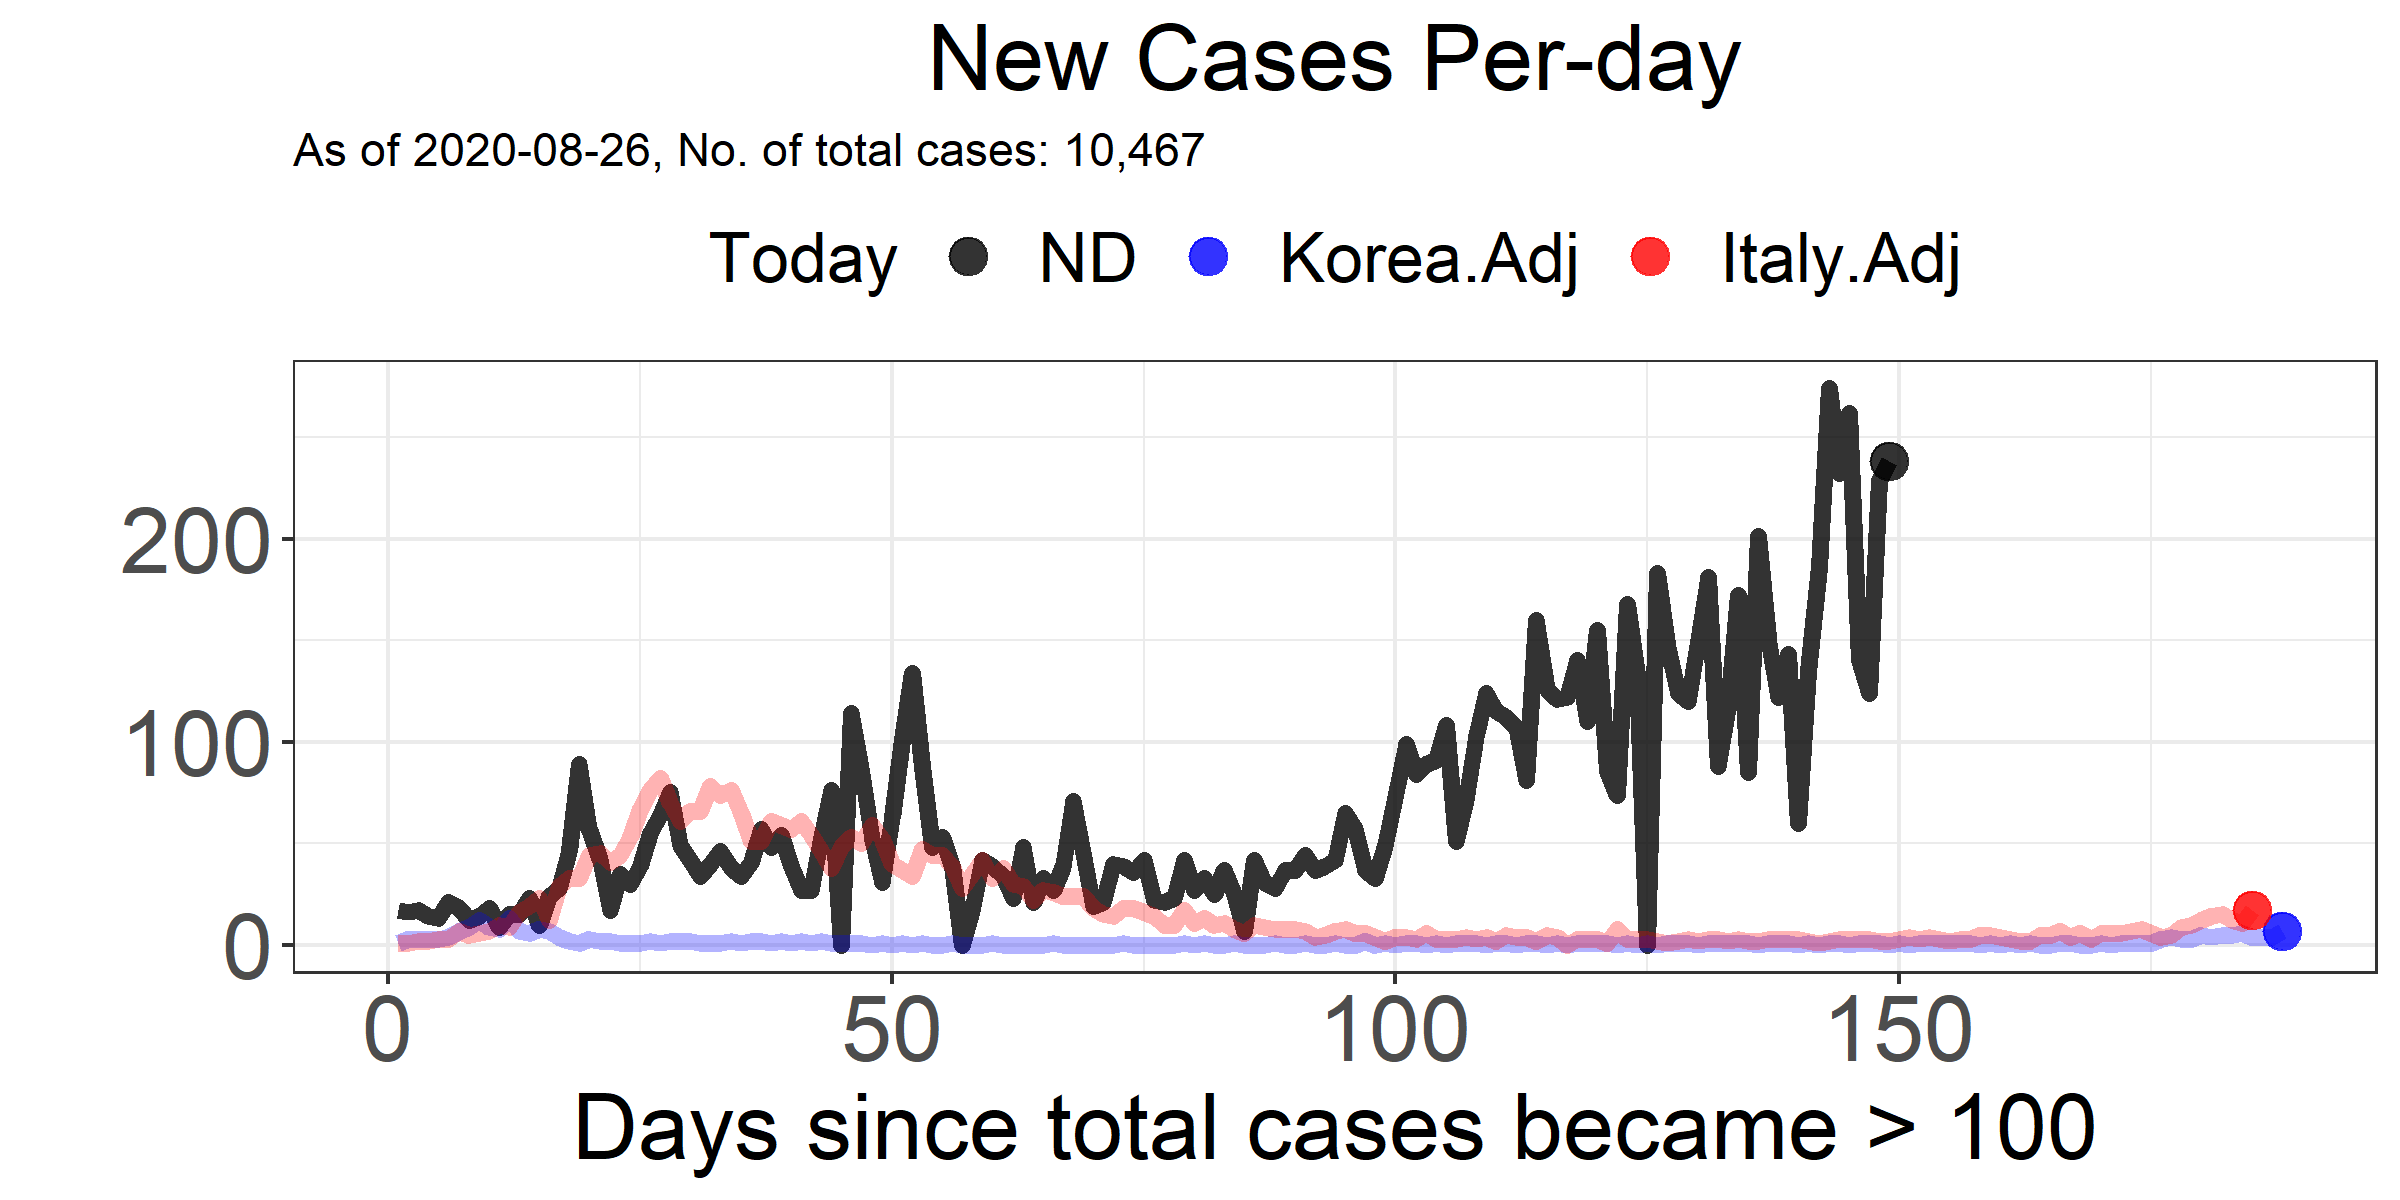 New Cases Per-day
As of 2020-08-26, No. of total cases: 10,467
Today ND Korea.Adj Italy.Adj
200
100
0
0 50 100 150
Days since total cases became > 100